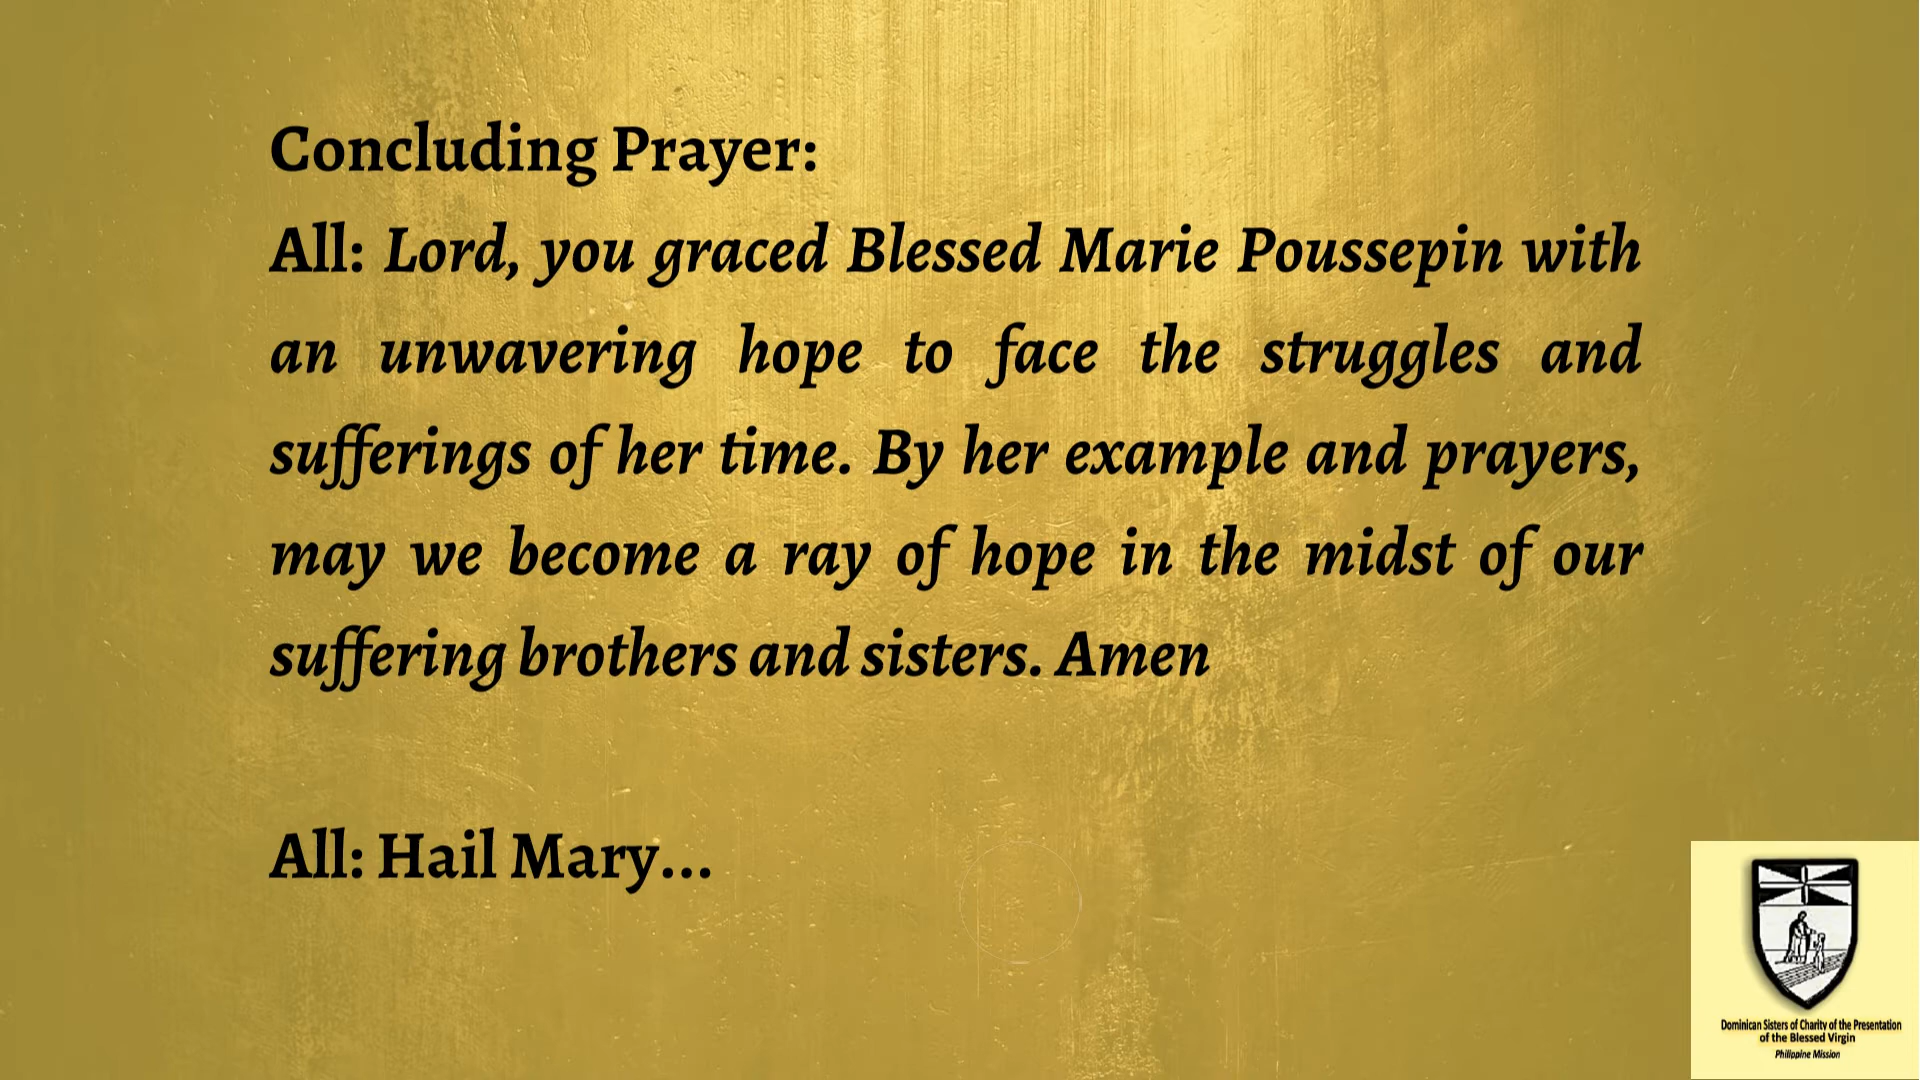 Concluding Prayer:
All: Lord, you graced Blessed Marie Poussepin with
an unwavering hope to face the struggles and
sufferings of her time. By her example and prayers,
may we become a ray of hope in the midst of our
suffering brothers and sisters. Amen
All: Hail Mary...
Dominican Sisters of Charity of the Presentation
of the Blessed Virgin
Philippine Mission